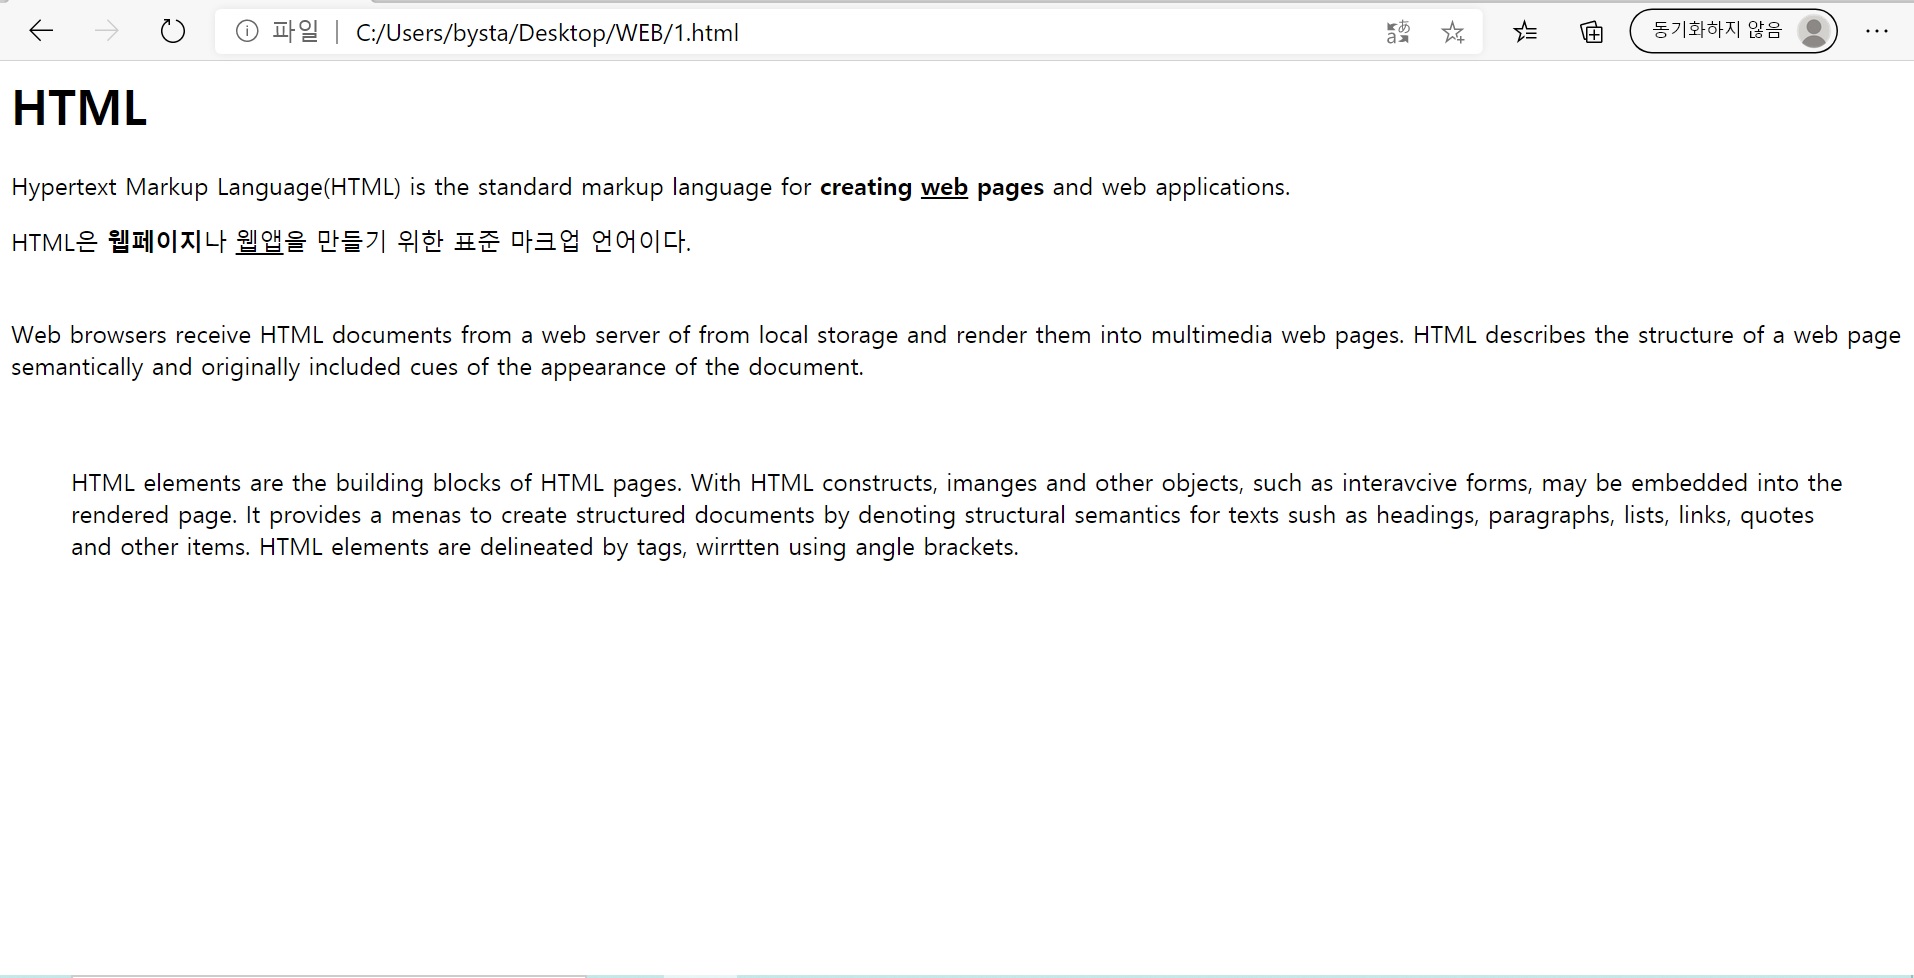 파일 | C:/Users/bysta/Desktop/WEB/1.html
동기화하지 않음
HTML
Hypertext Markup Language(HTML) is the standard markup language for creating web pages and web applications.
HTML은 웹페이지나 웹앱을 만들기 위한 표준 마크업 언어이다.
Web browsers receive HTML documents from a web server of from local storage and render them into multimedia web pages. HTML describes the structure of a web page
semantically and originally included cues of the appearance of the document.
HTML elements are the building blocks of HTML pages. With HTML constructs, imanges and other objects, such as interavcive forms, may be embedded into the
rendered page. It provides a menas to create structured documents by denoting structural semantics for texts sush as headings, paragraphs, lists, links, quotes
and other items. HTML elements are delineated by tags, wirrtten using angle brackets.